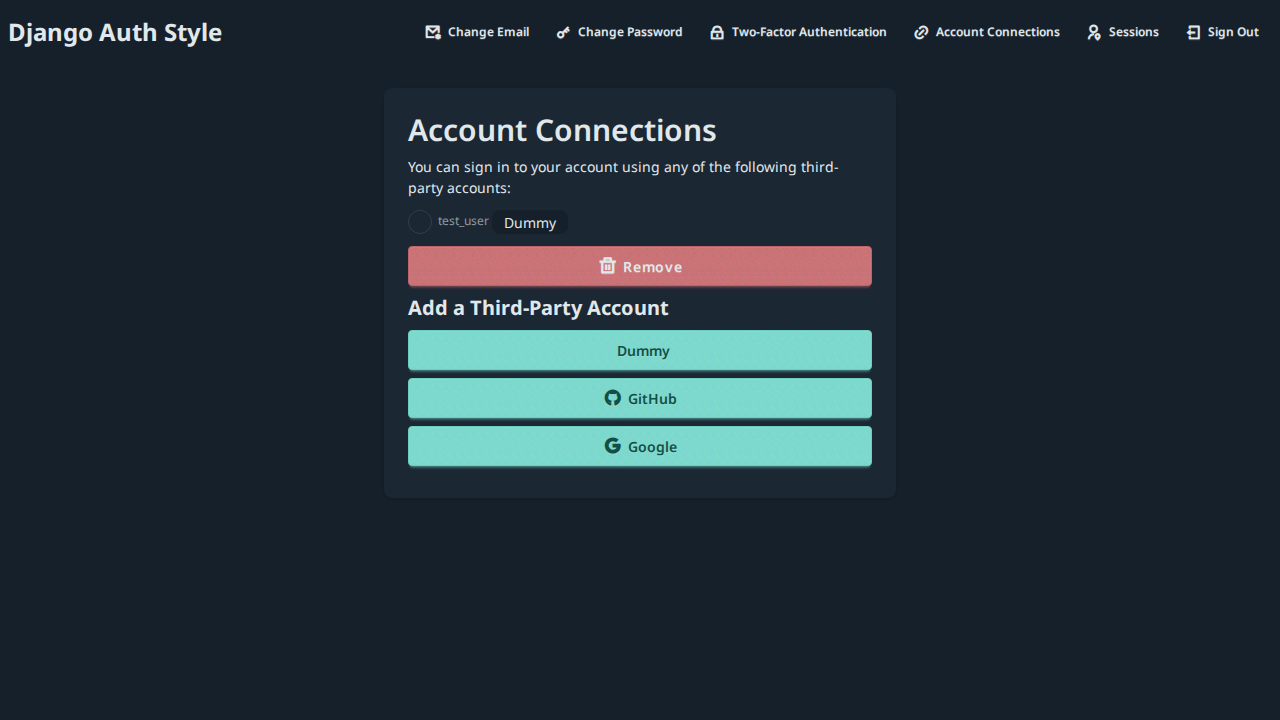 Django Auth Style
Change Email
Change Password
Two-Factor Authentication
Account Connections
Sessions
Sign Out
Account Connections
You can sign in to your account using any of the following third-
party accounts:
test_user Dummy
Remove
Add a Third-Party Account
Dummy
GitHub
Google